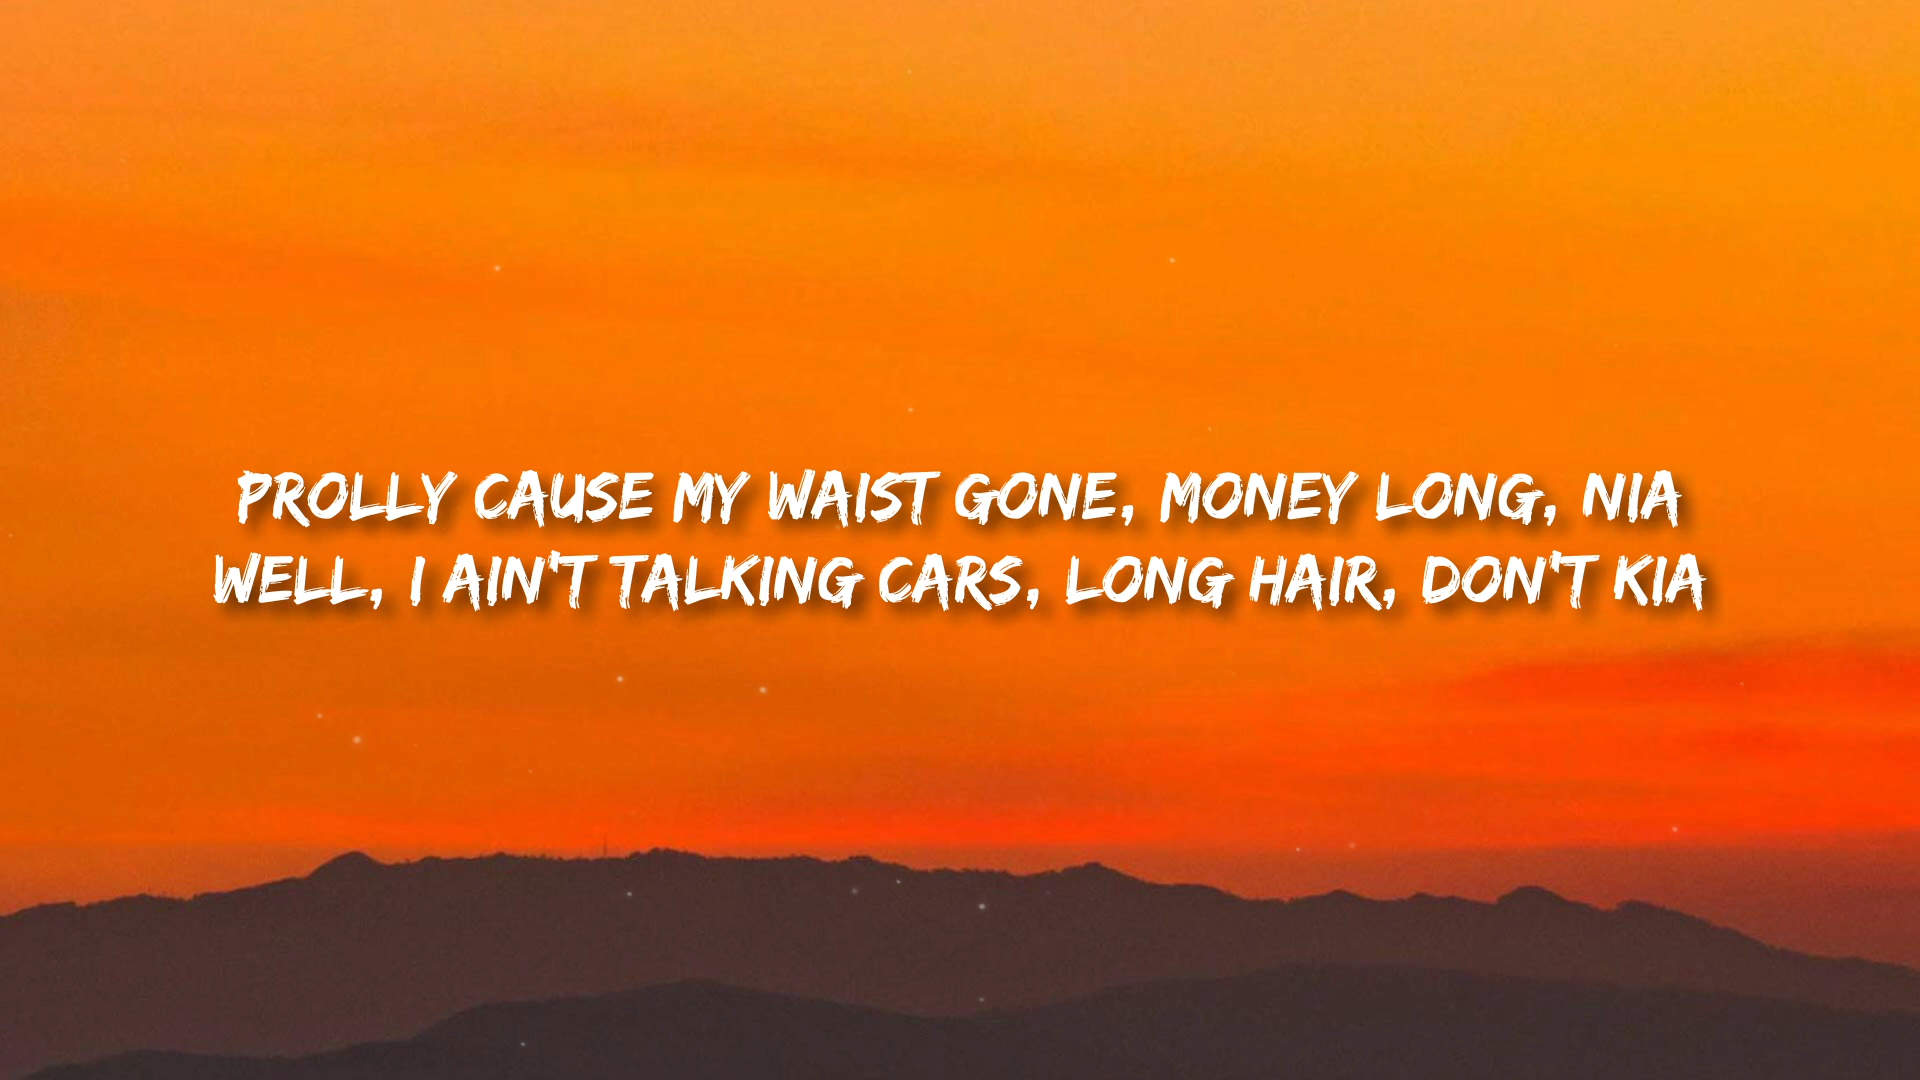 PROLLY CAUSE MY WAIST GONE, MONEY LONG, NIA
WELL, I AIN'T TALKING CARS, LONG HAIR, DON'T KIA